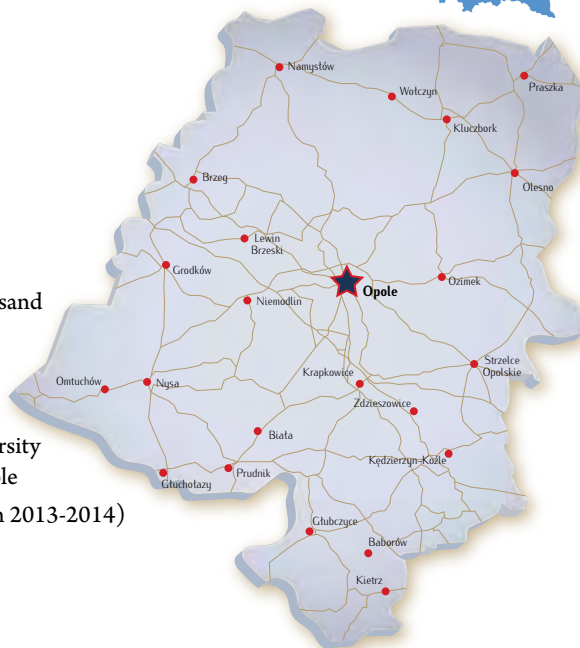 Namysłów
Wołczyn
Praszka
Kluczbork
Brzeg
Olesno
Lewin
Brzeski
Grodków
Ozimek
Opole
sand
Niemodlin
Strzelce
Opolskie
Krapkowice
Omtuchów
Nysa
Zdzieszowice
Biała
rsity
Kędzierzyn-Koźle
Prudnik
ole
Głuchołazy
n 2013-2014)
Głubczyce
Baborów
Kietrz